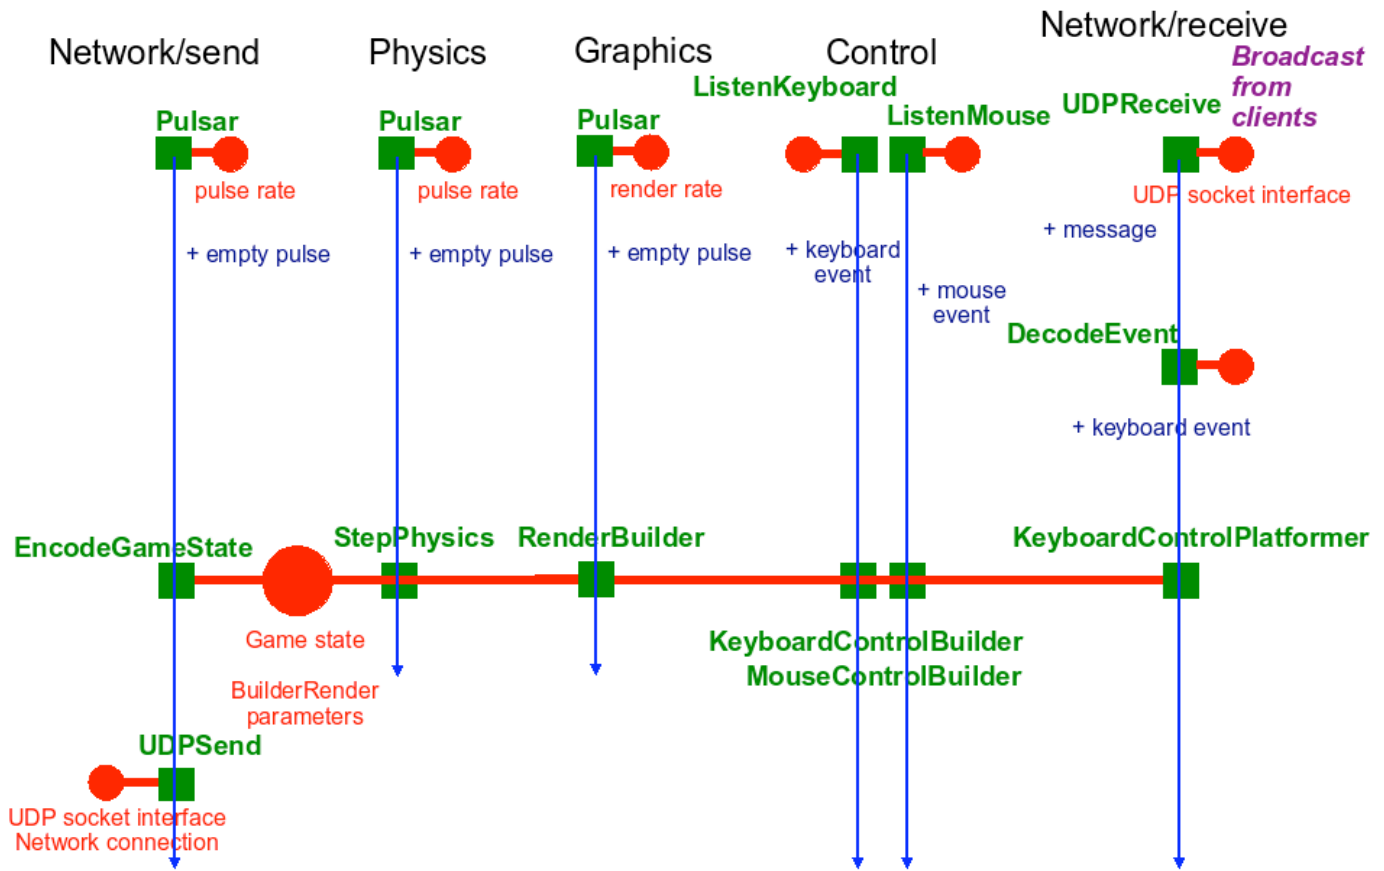 Network/send
Physics
Graphics
Control
Network/receive
Broadcast
from
clients
ListenKeyboard
ListenMouse
UDPReceive
Pulsar
Pulsar
Pulsar
pulse rate
pulse rate
render rate
UDP socket interface
+ empty pulse
+ empty pulse
+ empty pulse
+ keyboard
event
+ mouse
event
+ message
DecodeEvent
+ keyboard event
EncodeGameState
StepPhysics
RenderBuilder
KeyboardControlPlatformer
Game state
BuilderRender
parameters
KeyboardControlBuilder
MouseControlBuilder
UDPSend
UDP socket interface
Network connection